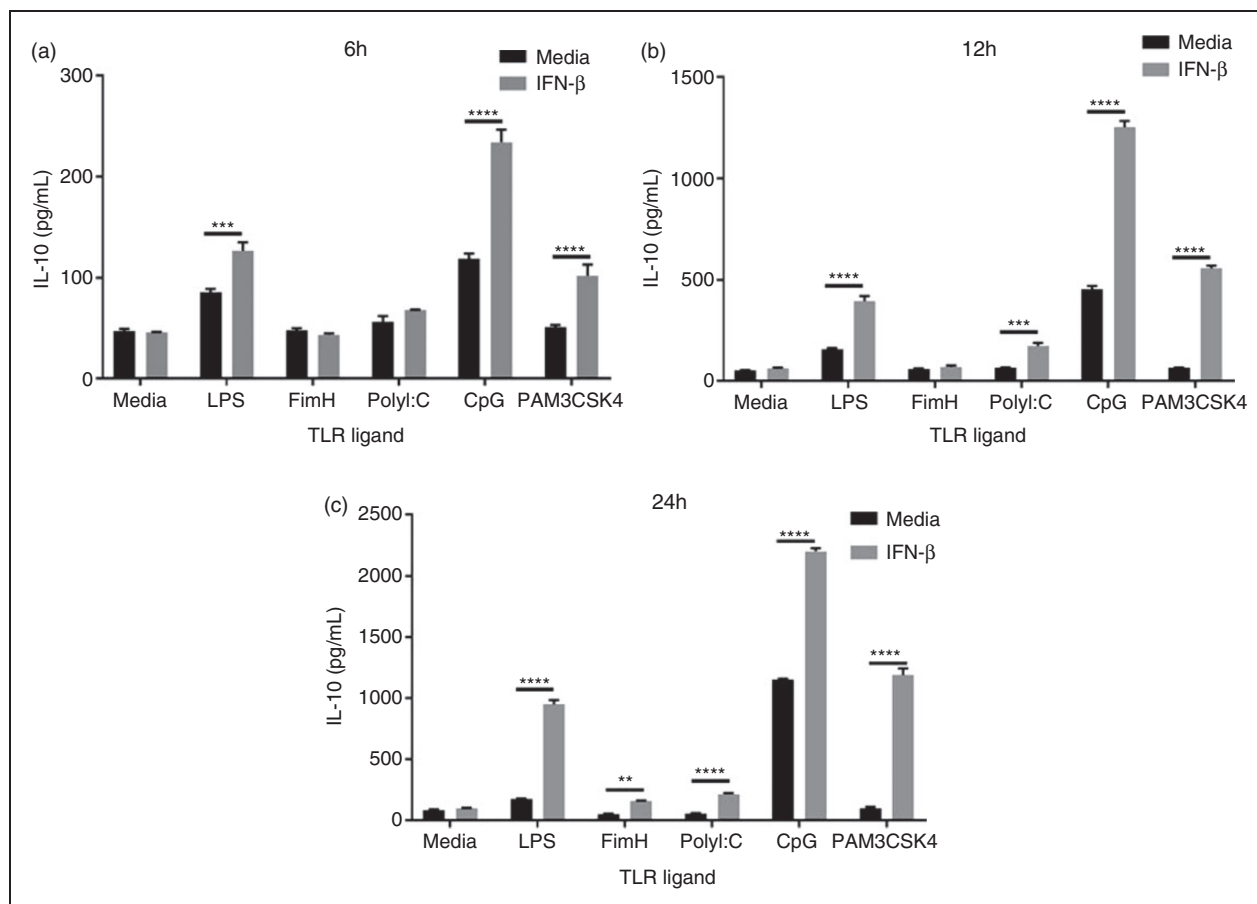 (a)
6h
Media
IFN-β
300
200
100
0
IL-10 (pg/mL)
***
****
****
Media LPS FimH PolyI:C CpG PAM3CSK4
TLR ligand
(b)
12h
Media
IFN-β
1500
1000
500
0
IL-10 (pg/mL)
****
***
****
****
Media LPS FimH PolyI:C CpG PAM3CSK4
TLR ligand
(c)
24h
Media
IFN-β
2500
2000
1500
1000
500
0
IL-10 (pg/mL)
****
**
****
****
****
Media LPS FimH PolyI:C CpG PAM3CSK4
TLR ligand